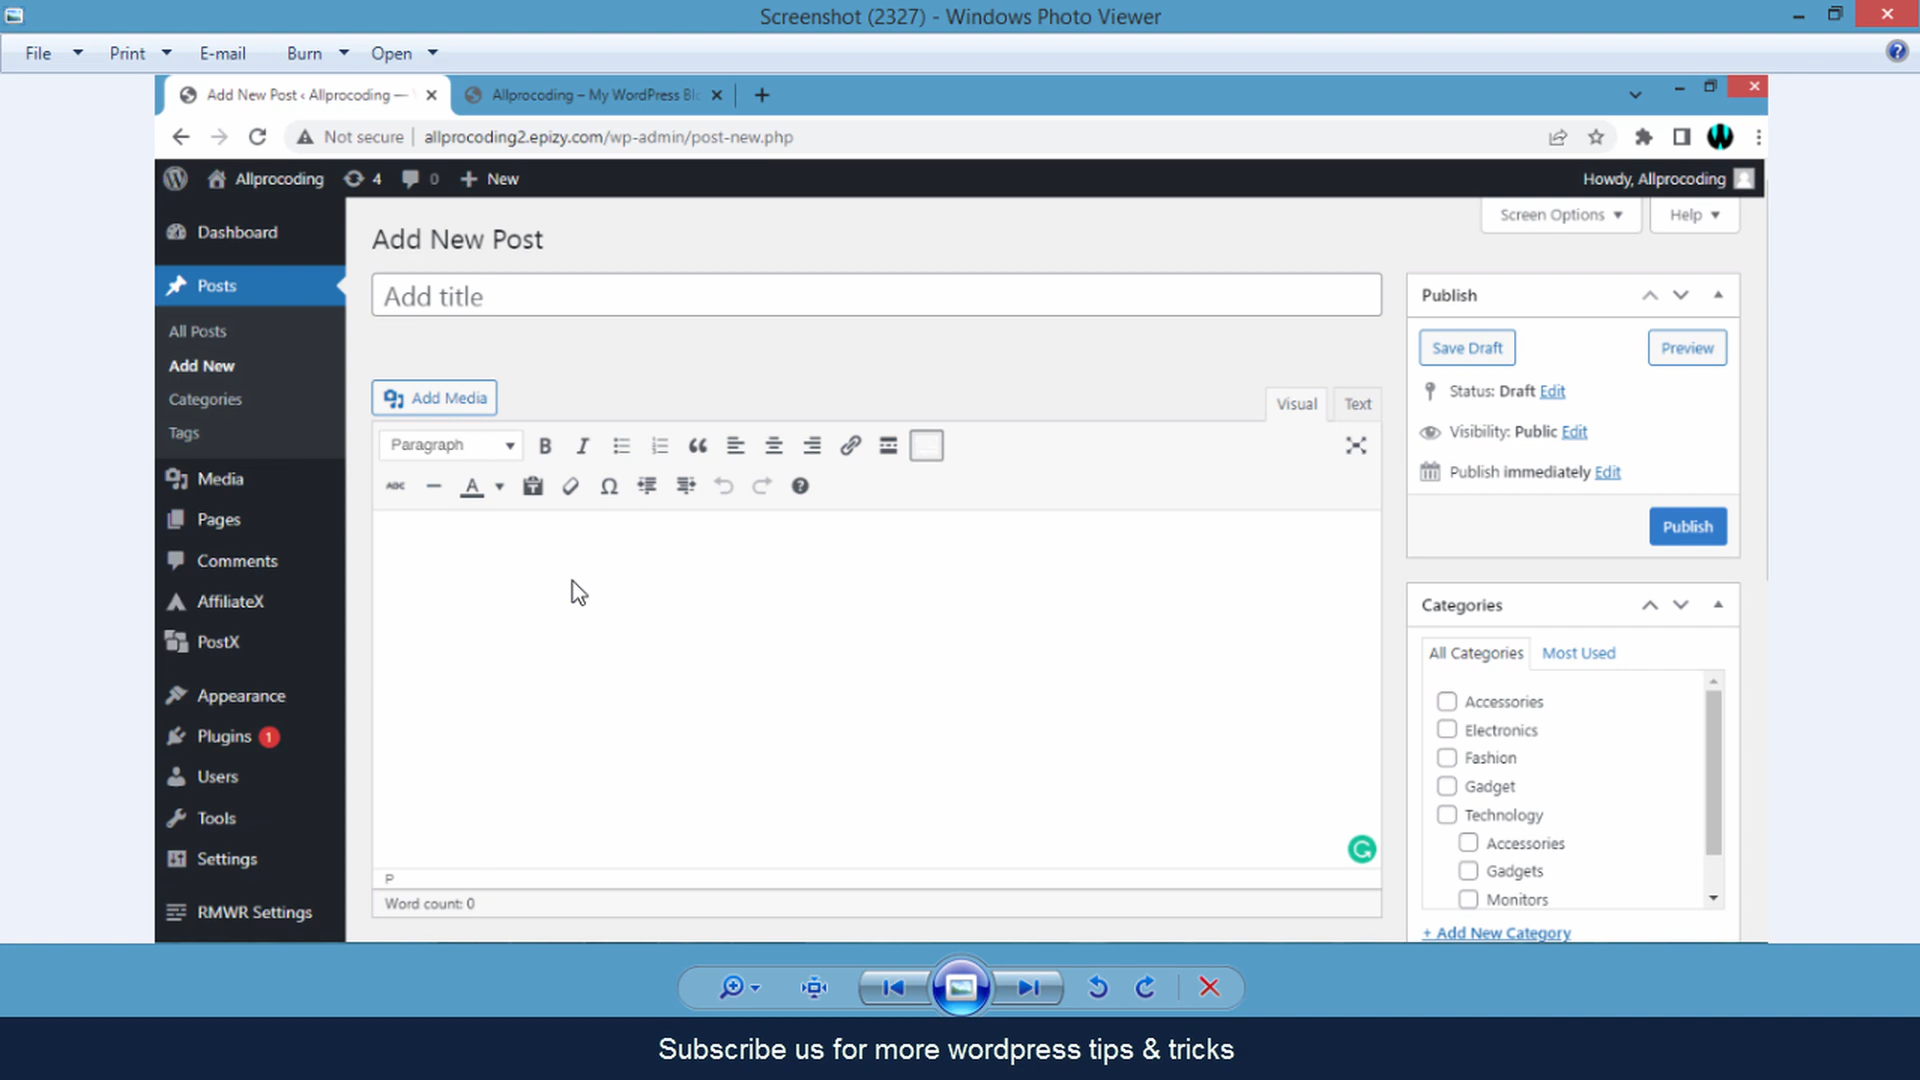 Screenshot (2327) - Windows Photo Viewer
File Print E-mail Burn Open
Add New Post ‹ Allprocoding —
Allprocoding – My WordPress Bl
Not secure allprocoding2.epizy.com/wp-admin/post-new.php
Allprocoding 4 0 + New
Howdy, Allprocoding
Screen Options Help
Dashboard
Posts
All Posts
Add New
Categories
Tags
Media
Pages
Comments
AffiliateX
PostX
Appearance
Plugins 1
Users
Tools
Settings
RMWR Settings
Add New Post
Add title
Add Media
Visual Text
Paragraph B I
ABC A Ω
P
Word count: 0
Publish
Save Draft Preview
Status: Draft Edit
Visibility: Public Edit
Publish immediately Edit
Publish
Categories
All Categories Most Used
Accessories
Electronics
Fashion
Gadget
Technology
Accessories
Gadgets
Monitors
+ Add New Category
Subscribe us for more wordpress tips & tricks